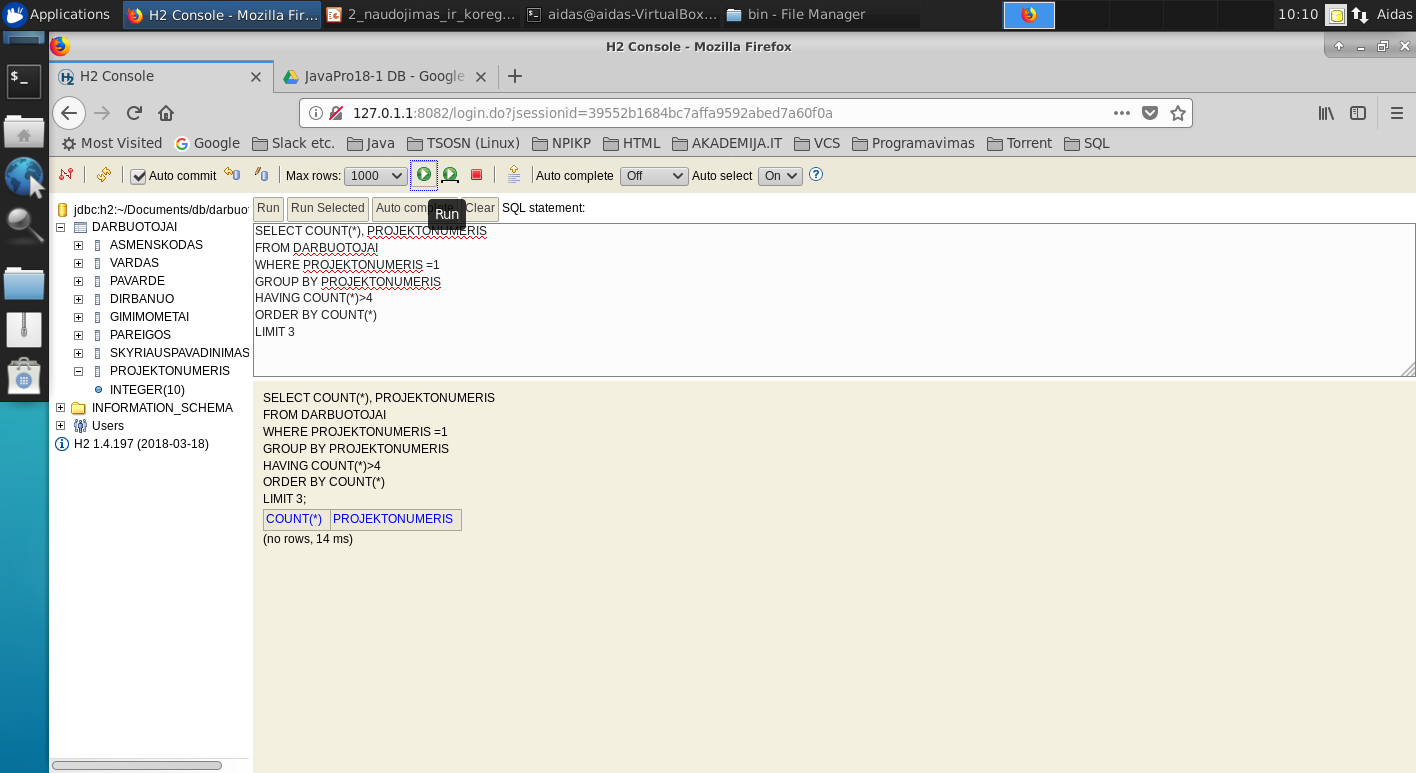 Applications
H2 Console - Mozilla Fir...
2_naudojimas_ir_koreg...
aidas@aidas-VirtualBox...
bin - File Manager
10:10
Aidas
H2 Console - Mozilla Firefox
H2 Console
JavaPro18-1 DB - Google
127.0.1.1:8082/login.do?jsessionid=39552b1684bc7affa9592abed7a60f0a
Most Visited Google Slack etc. Java TSOSN (Linux) NPIKP HTML AKADEMIJA.IT VCS Programavimas Torrent SQL
Auto commit Max rows: 1000 Auto complete Off Auto select On
jdbc:h2:~/Documents/db/darbuot
DARBUOTOJAI
ASMENSKODAS
VARDAS
PAVARDE
DIRBANUO
GIMIMOMETAI
PAREIGOS
SKYRIAUSPAVADINIMAS
PROJEKTONUMERIS
INTEGER(10)
INFORMATION_SCHEMA
Users
H2 1.4.197 (2018-03-18)
Run Run Selected Auto complete Clear SQL statement:
Run
SELECT COUNT(*), PROJEKTONUMERIS
FROM DARBUOTOJAI
WHERE PROJEKTONUMERIS =1
GROUP BY PROJEKTONUMERIS
HAVING COUNT(*)>4
ORDER BY COUNT(*)
LIMIT 3
SELECT COUNT(*), PROJEKTONUMERIS
FROM DARBUOTOJAI
WHERE PROJEKTONUMERIS =1
GROUP BY PROJEKTONUMERIS
HAVING COUNT(*)>4
ORDER BY COUNT(*)
LIMIT 3;
COUNT(*) PROJEKTONUMERIS
(no rows, 14 ms)